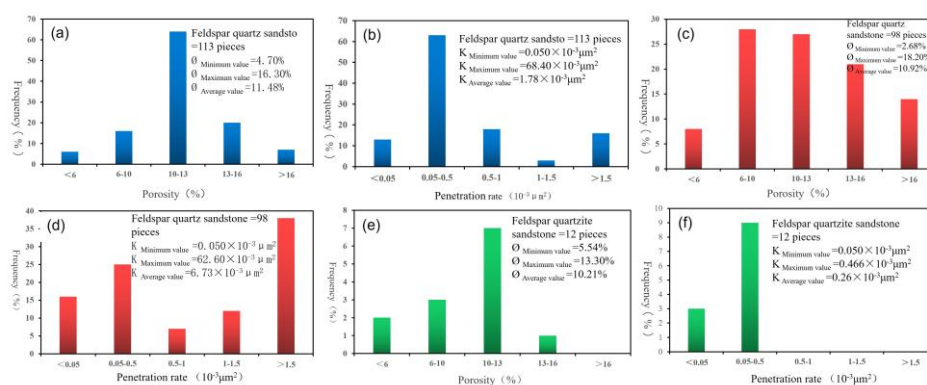 (a)
Feldspar quartz sandsto
=113 pieces
Ø Minimum value =4.70%
Ø Maximum value =16.30%
Ø Average value =11.48%
Frequency ( % )
70
60
50
40
30
20
10
0
<6 6-10 10-13 13-16 >16
Porosity (%)
(b)
Feldspar quartz sandsto =113 pieces
K Minimum value =0.050×10⁻³μm²
K Maximum value =68.40×10⁻³μm²
K Average value =1.78×10⁻³μm²
Frequency ( % )
70
60
50
40
30
20
10
0
<0.05 0.05-0.5 0.5-1 1-1.5 >1.5
Penetration rate (10⁻³μm²)
(c)
Feldspar quartz
sandstone =98 pieces
Ø Minimum value =2.68%
Ø Maximum value =18.20%
Ø Average value =10.92%
Frequency ( % )
30
25
20
15
10
5
0
<6 6-10 10-13 13-16 >16
Porosity (%)
(d)
Feldspar quartz sandstone =98
pieces
K Minimum value =0.050×10⁻³μm²
K Maximum value =62.60×10⁻³μm²
K Average value =6.73×10⁻³μm²
Frequency ( % )
40
35
30
25
20
15
10
5
0
<0.05 0.05-0.5 0.5-1 1-1.5 >1.5
Penetration rate (10⁻³μm²)
(e)
Feldspar quartzite
sandstone =12 pieces
Ø Minimum value =5.54%
Ø Maximum value =13.30%
Ø Average value =10.21%
Frequency (%)
8
7
6
5
4
3
2
1
0
<6 6-10 10-13 13-16 >16
Porosity (%)
(f)
Feldspar quartzite sandstone
=12 pieces
K Minimum value =0.050×10⁻³μm²
K Maximum value =0.466×10⁻³μm²
K Average value =0.26×10⁻³μm²
Frequency ( % )
10
9
8
7
6
5
4
3
2
1
0
<0.05 0.05-0.5 0.5-1 1-1.5 >1.5
Penetration rate (10⁻³μm²)